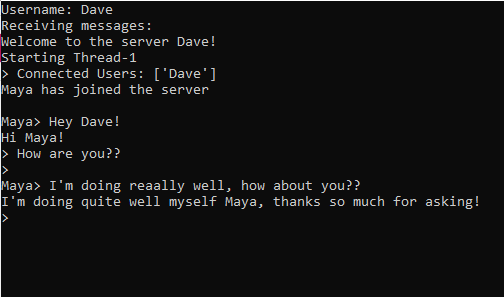 Username: Dave
Receiving messages:
Welcome to the server Dave!
Starting Thread-1
> Connected Users: ['Dave']
Maya has joined the server
Maya> Hey Dave!
Hi Maya!
> How are you??
>
Maya> I'm doing reaally well, how about you??
I'm doing quite well myself Maya, thanks so much for asking!
>